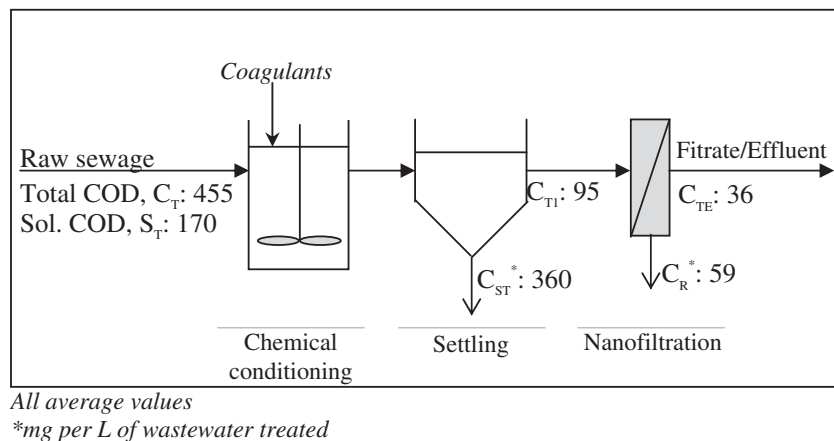 Coagulants
Raw sewage
Total COD, C_T: 455
Sol. COD, S_T: 170
C_T1: 95
Fitrate/Effluent
C_TE: 36
C_ST*: 360
C_R*: 59
Chemical
conditioning
Settling
Nanofiltration
All average values
*mg per L of wastewater treated